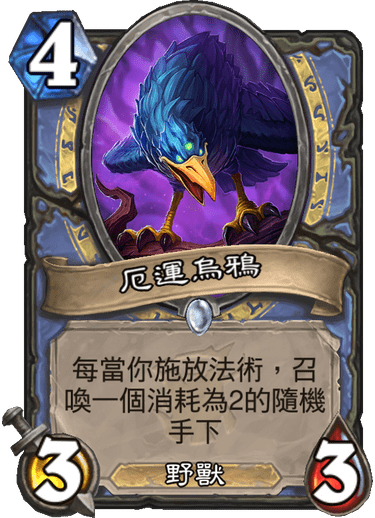 4
厄運烏鴉
每當你施放法術，召
喚一個消耗為2的隨機
手下
3
野獸
3